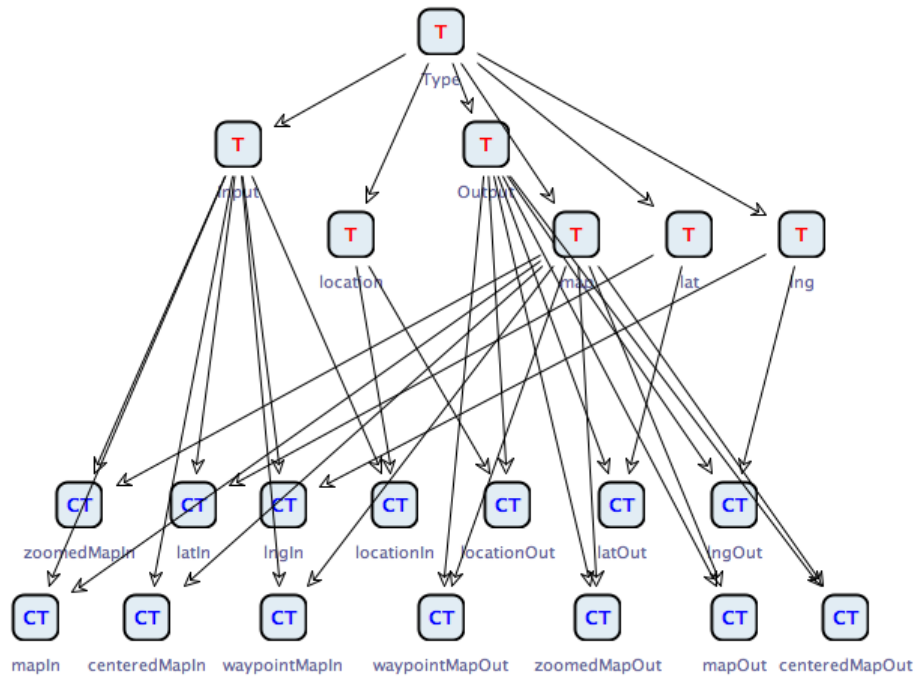 T
Type
T T
Input Output
T T T T
location map lat lng
CT CT CT CT CT CT CT
zoomedMapIn latIn lngIn locationIn locationOut latOut lngOut
CT CT CT CT CT CT CT
mapIn centeredMapIn waypointMapIn waypointMapOut zoomedMapOut mapOut centeredMapOut